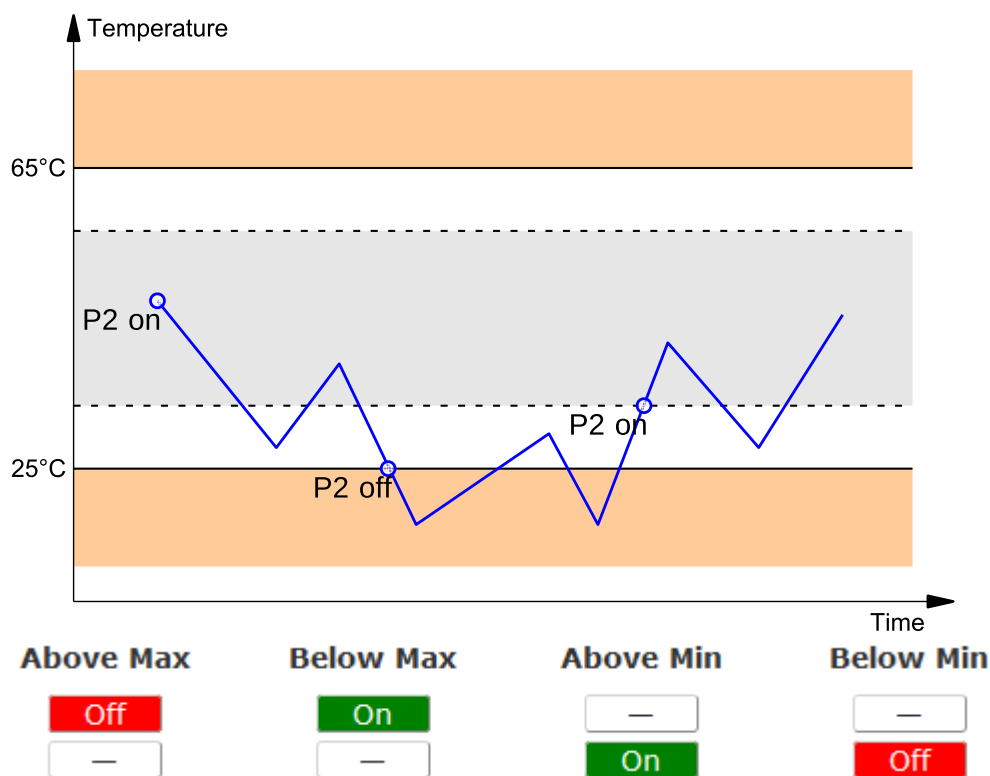 Temperature
65°C
P2 on
P2 on
25°C
P2 off
Time
Above Max Below Max Above Min Below Min
Off On — —
— — On Off